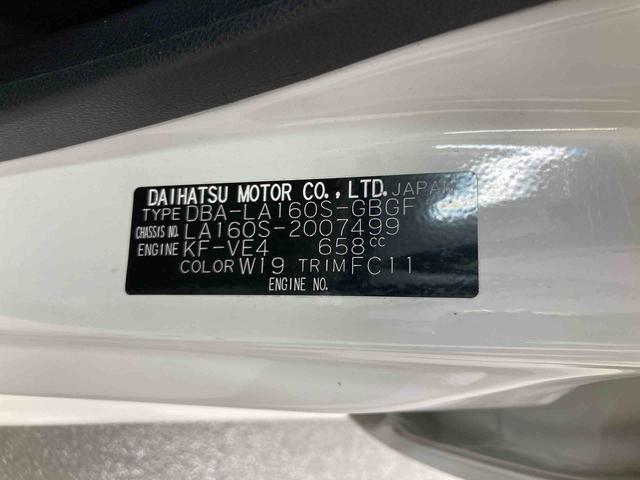 DAIHATSU MOTOR CO., LTD. JAPAN
TYPE DBA-LA160S-GBGF
CHASSIS NO. LA160S-2007499
ENGINE KF-VE4 658CC
COLOR W19 TRIM FC11
ENGINE NO.